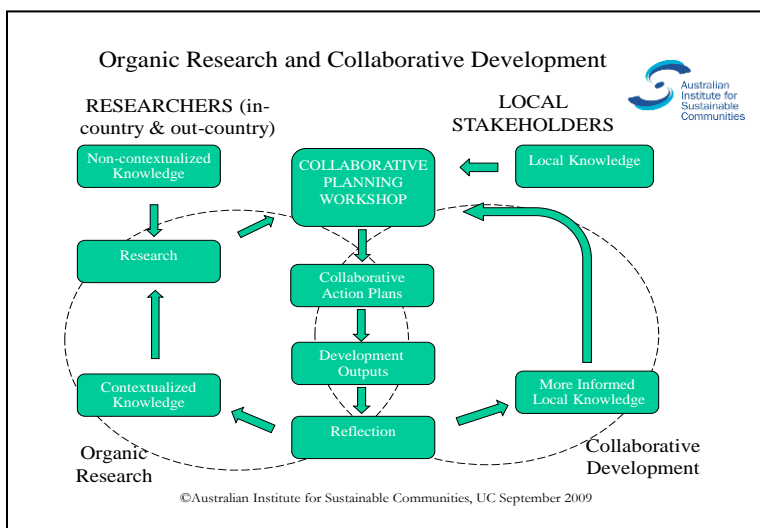 Organic Research and Collaborative Development
Australian
Institute for
Sustainable
Communities
RESEARCHERS (in-
country & out-country)
LOCAL
STAKEHOLDERS
Non-contextualized
Knowledge
COLLABORATIVE
PLANNING
WORKSHOP
Local Knowledge
Research
Collaborative
Action Plans
Development
Outputs
Contextualized
Knowledge
More Informed
Local Knowledge
Reflection
Organic
Research
Collaborative
Development
©Australian Institute for Sustainable Communities, UC September 2009